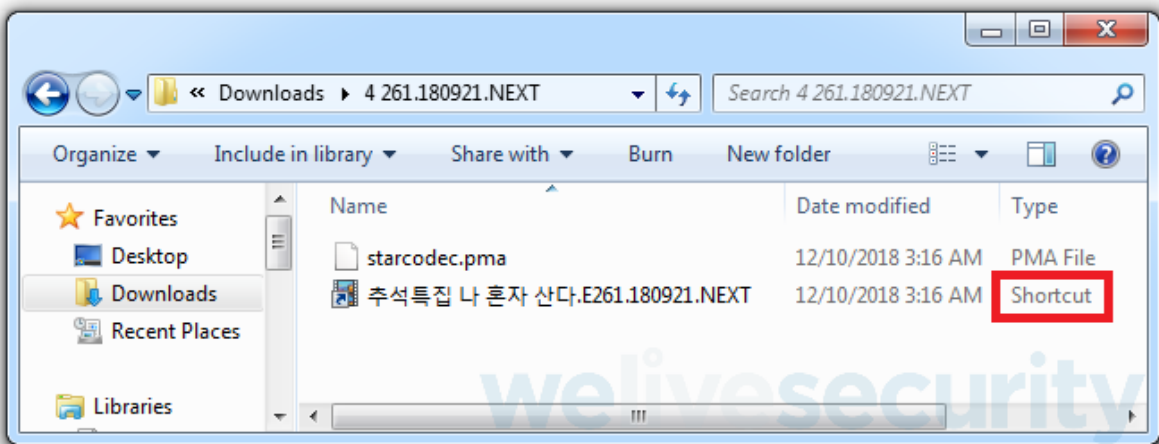 « Downloads ▸ 4 261.180921.NEXT
Search 4 261.180921.NEXT
Organize Include in library Share with Burn New folder
Favorites
Desktop
Downloads
Recent Places
Libraries
Name Date modified Type
starcodec.pma 12/10/2018 3:16 AM PMA File
추석특집 나 혼자 산다.E261.180921.NEXT 12/10/2018 3:16 AM Shortcut
welivesecurity